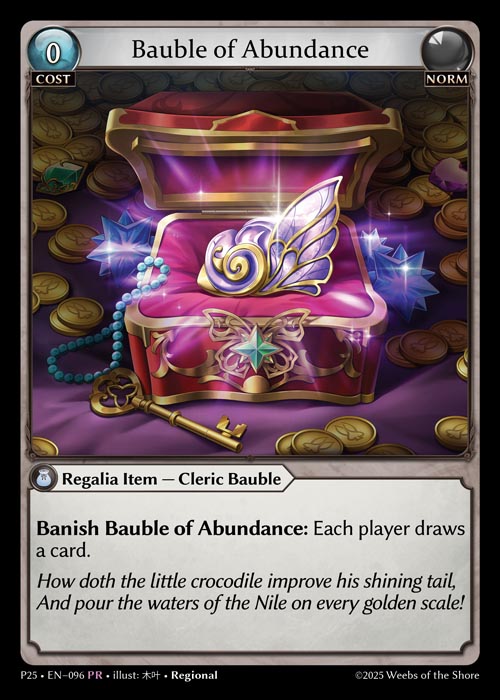 0
Bauble of Abundance
COST
NORM
Regalia Item — Cleric Bauble
Banish Bauble of Abundance: Each player draws
a card.
How doth the little crocodile improve his shining tail,
And pour the waters of the Nile on every golden scale!
P25 • EN–096 PR • illust: 木叶 • Regional
©2025 Weebs of the Shore